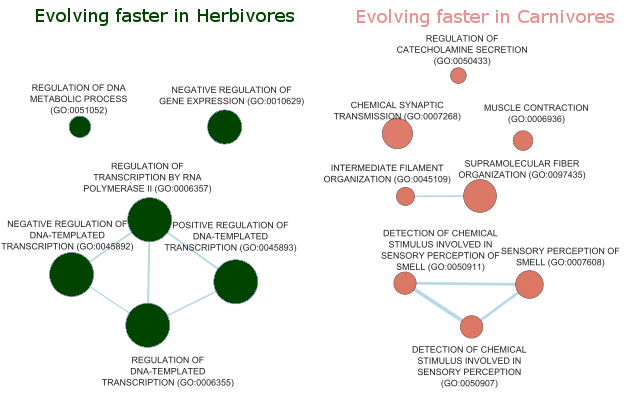 Evolving faster in Herbivores
Evolving faster in Carnivores
REGULATION OF
CATECHOLAMINE SECRETION
(GO:0050433)
REGULATION OF DNA
METABOLIC PROCESS
(GO:0051052)
NEGATIVE REGULATION OF
GENE EXPRESSION (GO:0010629)
CHEMICAL SYNAPTIC
TRANSMISSION (GO:0007268)
MUSCLE CONTRACTION
(GO:0006936)
REGULATION OF
TRANSCRIPTION BY RNA
POLYMERASE II (GO:0006357)
INTERMEDIATE FILAMENT
ORGANIZATION (GO:0045109)
SUPRAMOLECULAR FIBER
ORGANIZATION (GO:0097435)
NEGATIVE REGULATION OF
DNA-TEMPLATED
TRANSCRIPTION (GO:0045892)
POSITIVE REGULATION OF
DNA-TEMPLATED
TRANSCRIPTION (GO:0045893)
DETECTION OF CHEMICAL
STIMULUS INVOLVED IN
SENSORY PERCEPTION OF
SMELL (GO:0050911)
SENSORY PERCEPTION OF
SMELL (GO:0007608)
REGULATION OF
DNA-TEMPLATED
TRANSCRIPTION (GO:0006355)
DETECTION OF CHEMICAL
STIMULUS INVOLVED IN
SENSORY PERCEPTION
(GO:0050907)